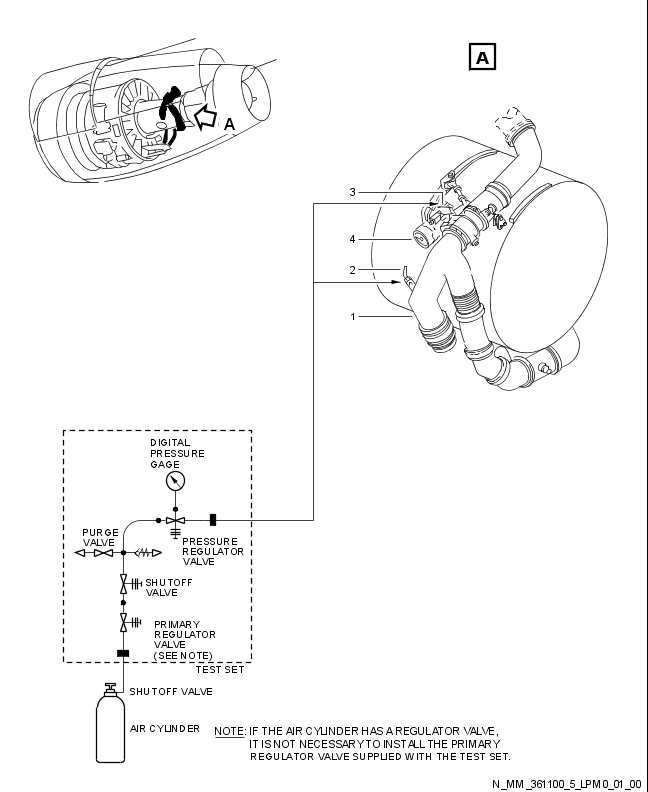 A
A
3
4
2
1
DIGITAL
PRESSURE
GAGE
PURGE
VALVE
PRESSURE
REGULATOR
VALVE
SHUTOFF
VALVE
PRIMARY
REGULATOR
VALVE
(SEE NOTE)
TEST SET
SHUTOFF VALVE
AIR CYLINDER
NOTE: IF THE AIR CYLINDER HAS A REGULATOR VALVE,
IT IS NOT NECESSARY TO INSTALL THE PRIMARY
REGULATOR VALVE SUPPLIED WITH THE TEST SET.
N_MM_361100_5_LPM0_01_00